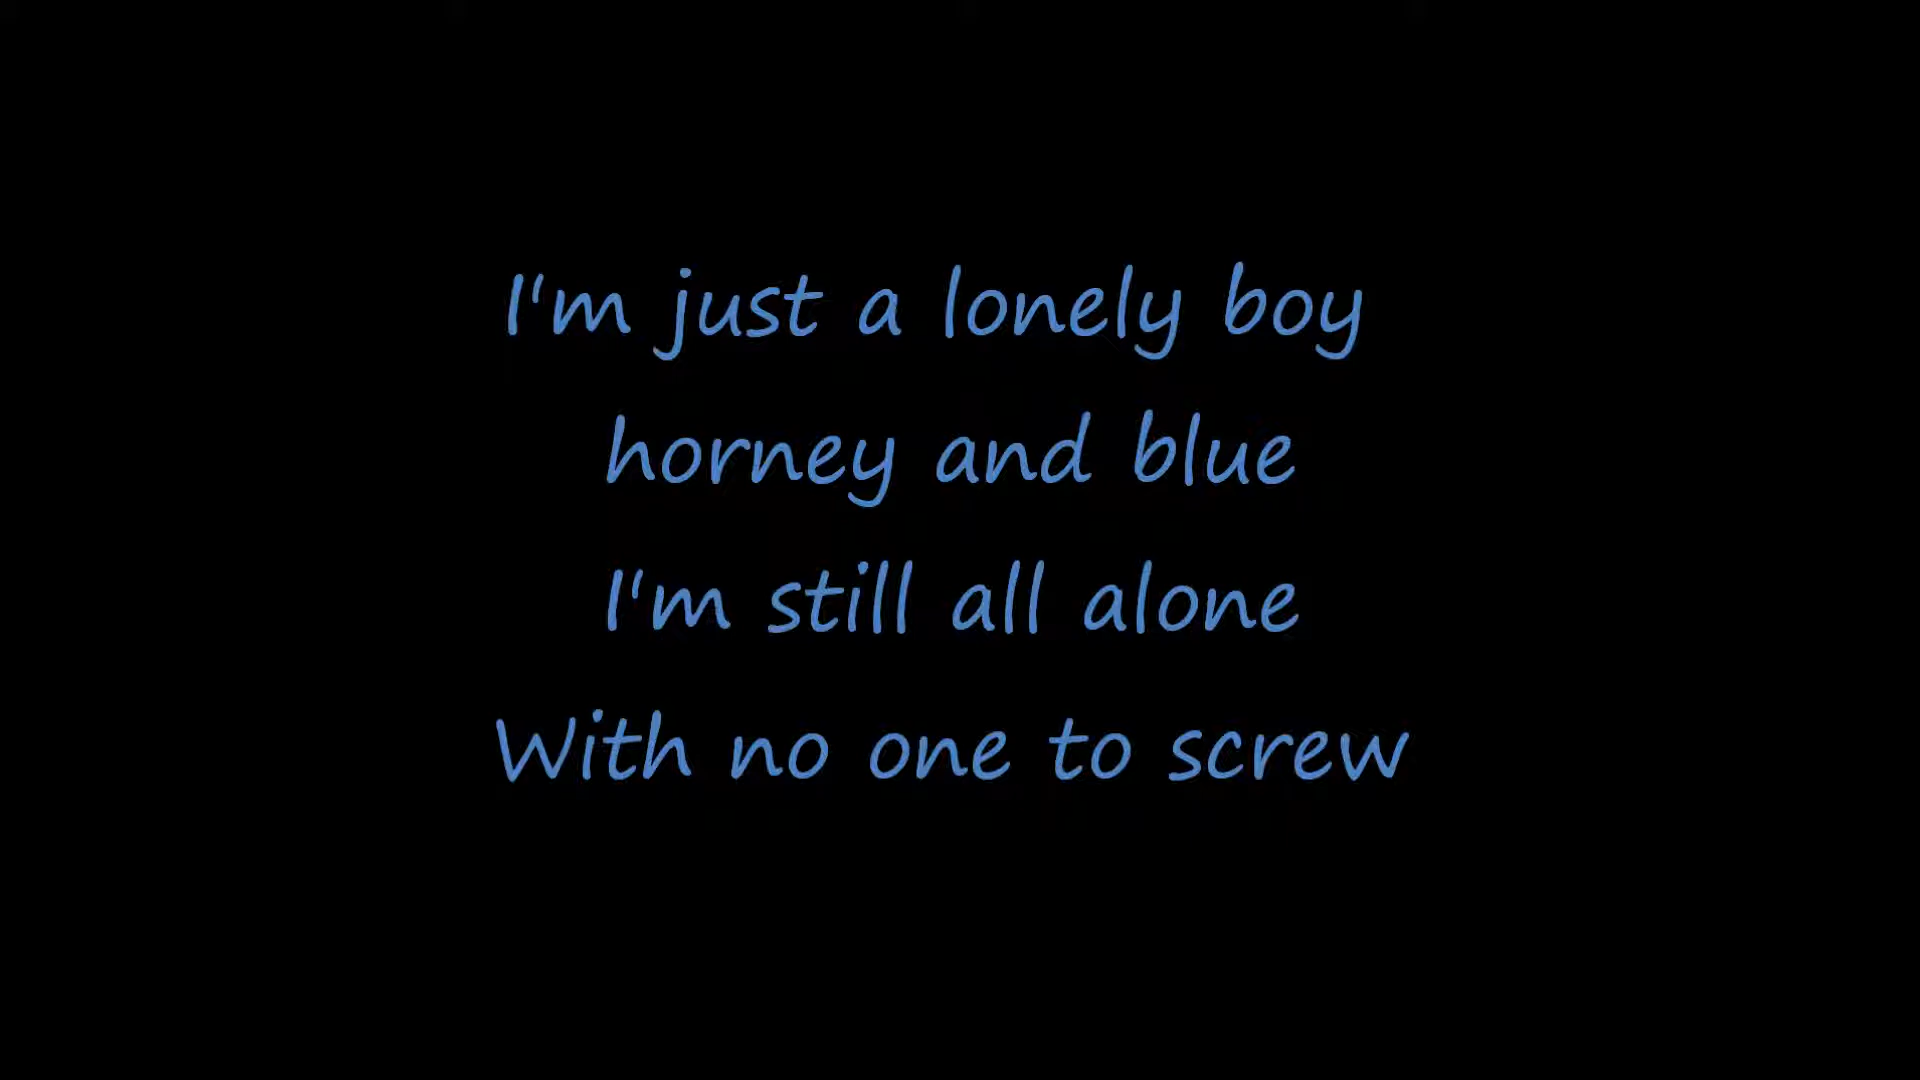 I'm just a lonely boy
horney and blue
I'm still all alone
With no one to screw